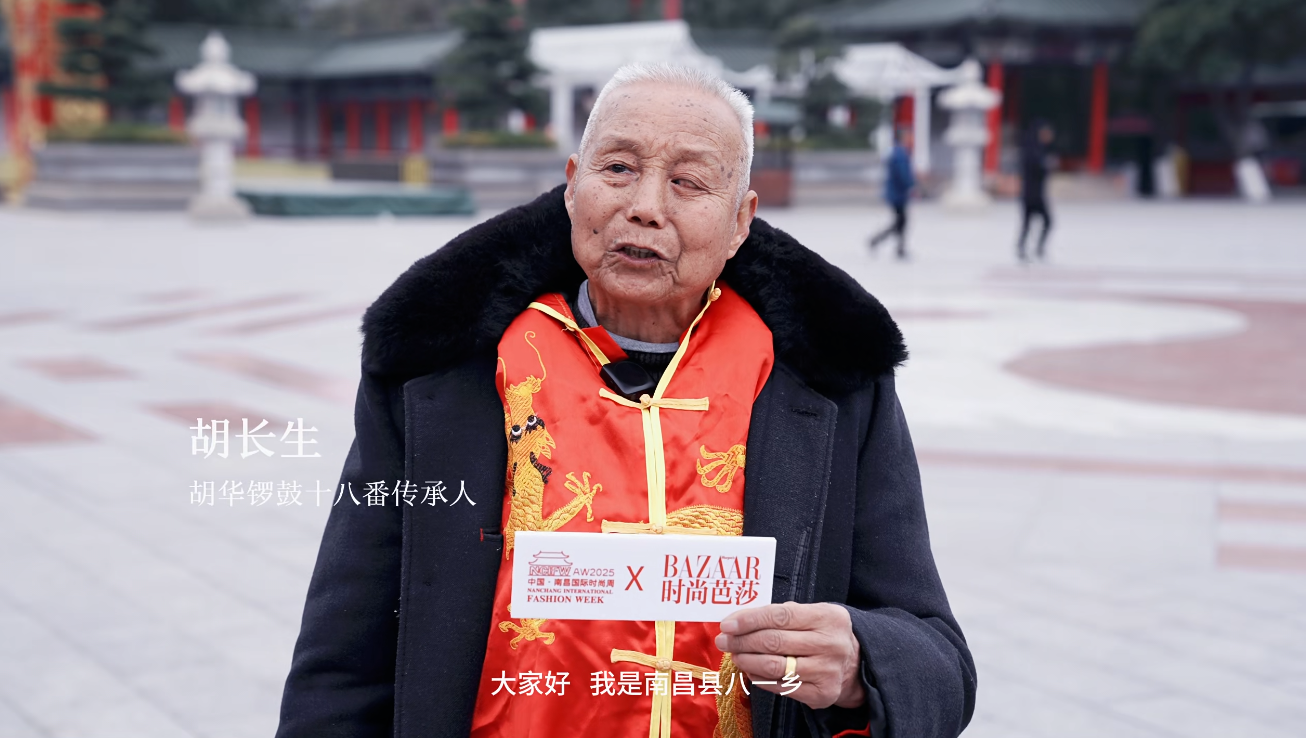 胡长生
胡华锣鼓十八番传承人
NCIFW AW2025
中国·南昌国际时尚周
NANCHANG INTERNATIONAL
FASHION WEEK
X
BAZAAR
时尚芭莎
大家好 我是南昌县八一乡